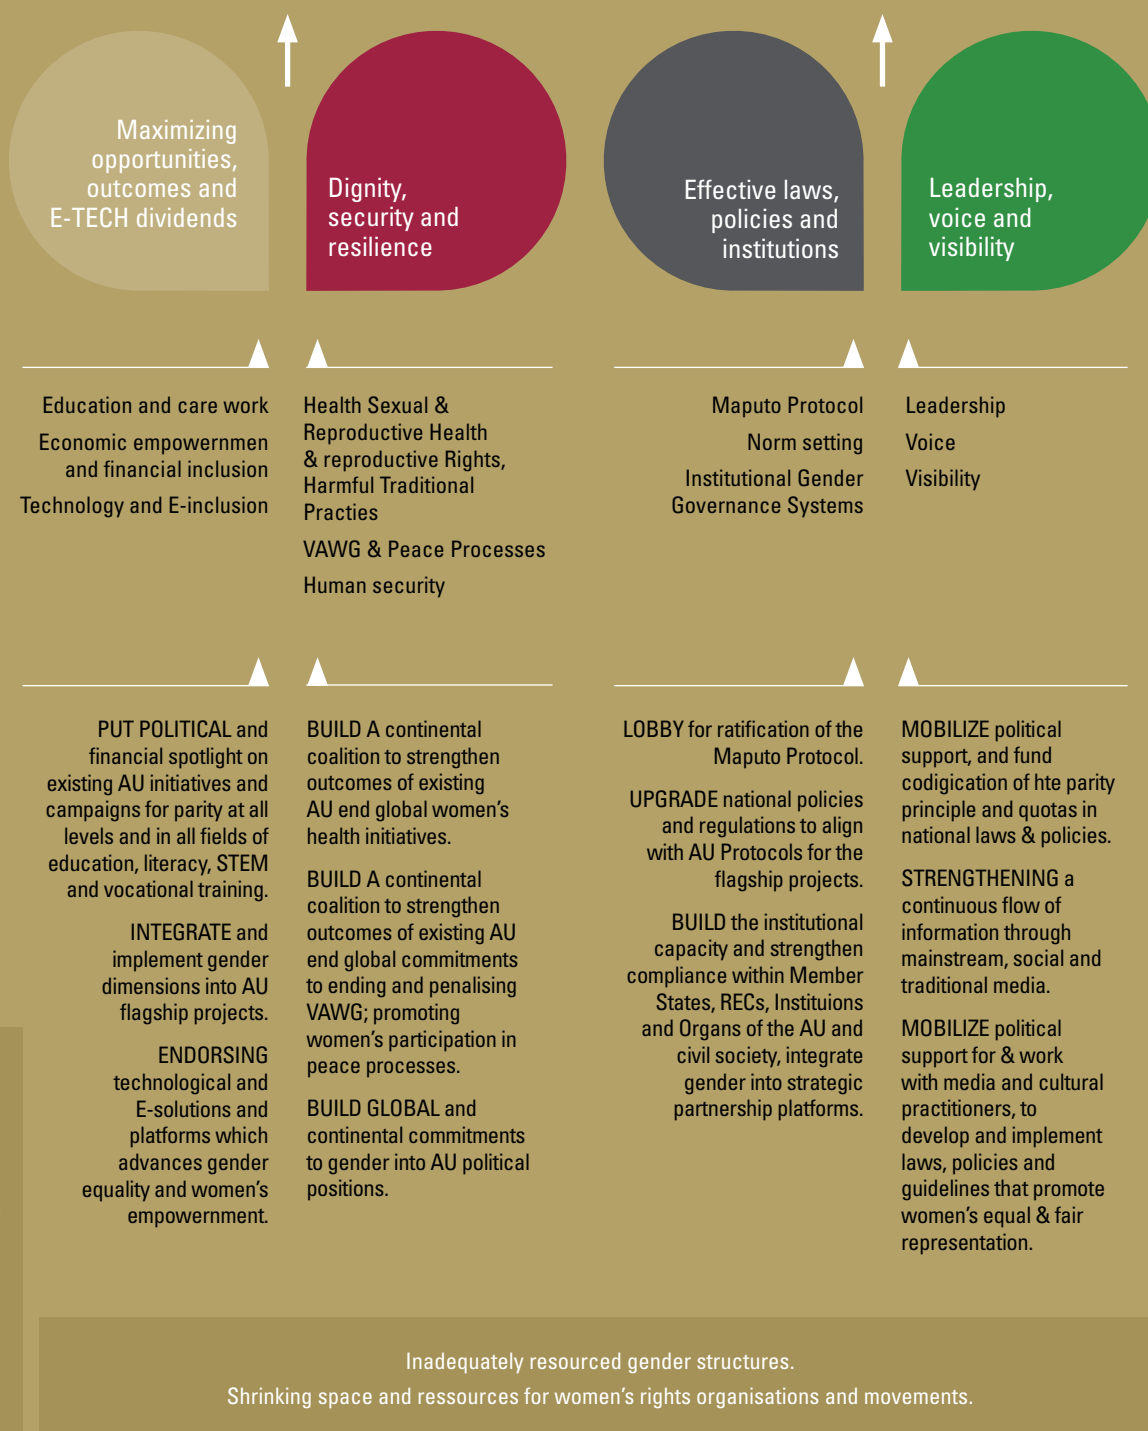 Maximizing
opportunities,
outcomes and
E-TECH dividends
Dignity,
security and
resilience
Effective laws,
policies and
institutions
Leadership,
voice and
visibility
Education and care work
Economic empowernmen
and financial inclusion
Technology and E-inclusion
Health Sexual &
Reproductive Health
& reproductive Rights,
Harmful Traditional
Practies
VAWG & Peace Processes
Human security
Maputo Protocol
Norm setting
Institutional Gender
Governance Systems
Leadership
Voice
Visibility
PUT POLITICAL and
financial spotlight on
existing AU initiatives and
campaigns for parity at all
levels and in all fields of
education, literacy, STEM
and vocational training.
INTEGRATE and
implement gender
dimensions into AU
flagship projects.
ENDORSING
technological and
E-solutions and
platforms which
advances gender
equality and women's
empowernment.
BUILD A continental
coalition to strengthen
outcomes of existing
AU end global women's
health initiatives.
BUILD A continental
coalition to strengthen
outcomes of existing AU
end global commitments
to ending and penalising
VAWG; promoting
women's participation in
peace processes.
BUILD GLOBAL and
continental commitments
to gender into AU political
positions.
LOBBY for ratification of the
Maputo Protocol.
UPGRADE national policies
and regulations to align
with AU Protocols for the
flagship projects.
BUILD the institutional
capacity and strengthen
compliance within Member
States, RECs, Instituions
and Organs of the AU and
civil society, integrate
gender into strategic
partnership platforms.
MOBILIZE political
support, and fund
codigication of hte parity
principle and quotas in
national laws & policies.
STRENGTHENING a
continuous flow of
information through
mainstream, social and
traditional media.
MOBILIZE political
support for & work
with media and cultural
practitioners, to
develop and implement
laws, policies and
guidelines that promote
women's equal & fair
representation.
Inadequately resourced gender structures.
Shrinking space and ressources for women's rights organisations and movements.